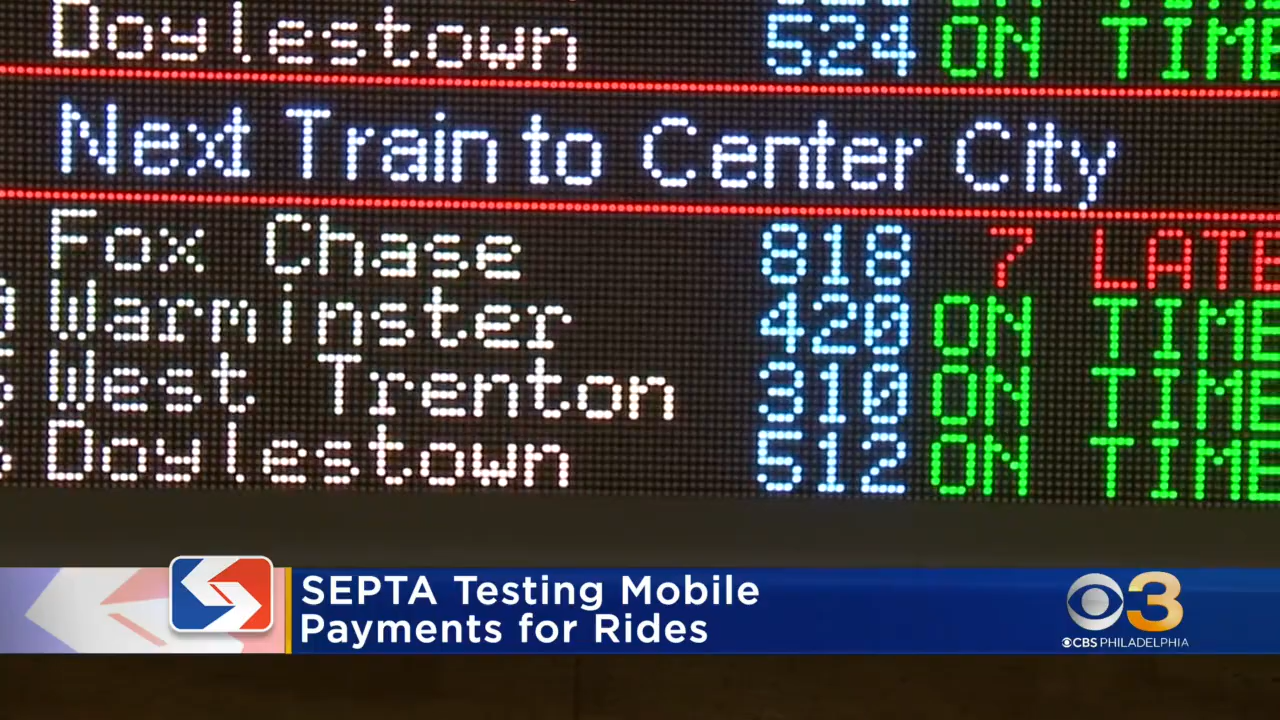 Doylestown 524 ON TIME
Next Train to Center City
Fox Chase 818 7 LATE
Warminster 420 ON TIME
West Trenton 310 ON TIME
Doylestown 512 ON TIME
SEPTA Testing Mobile
Payments for Rides
3
CBS PHILADELPHIA